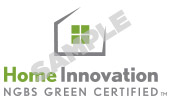 SAMPLE
Home Innovation
NGBS GREEN CERTIFIED™